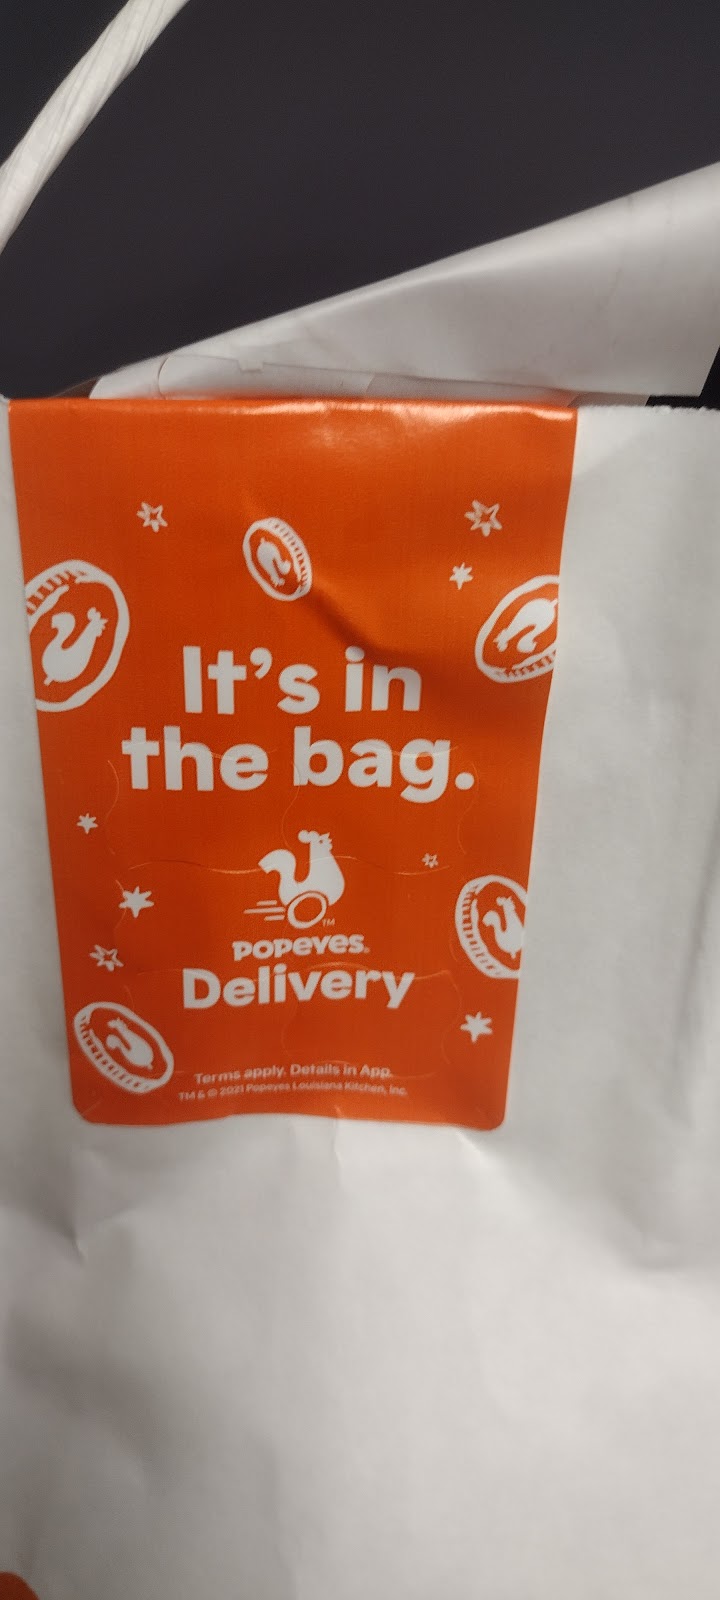 It's in
the bag.
TM
POPEYES®
Delivery
Terms apply. Details in App.
TM & © 2021 Popeyes Louisiana Kitchen, Inc.